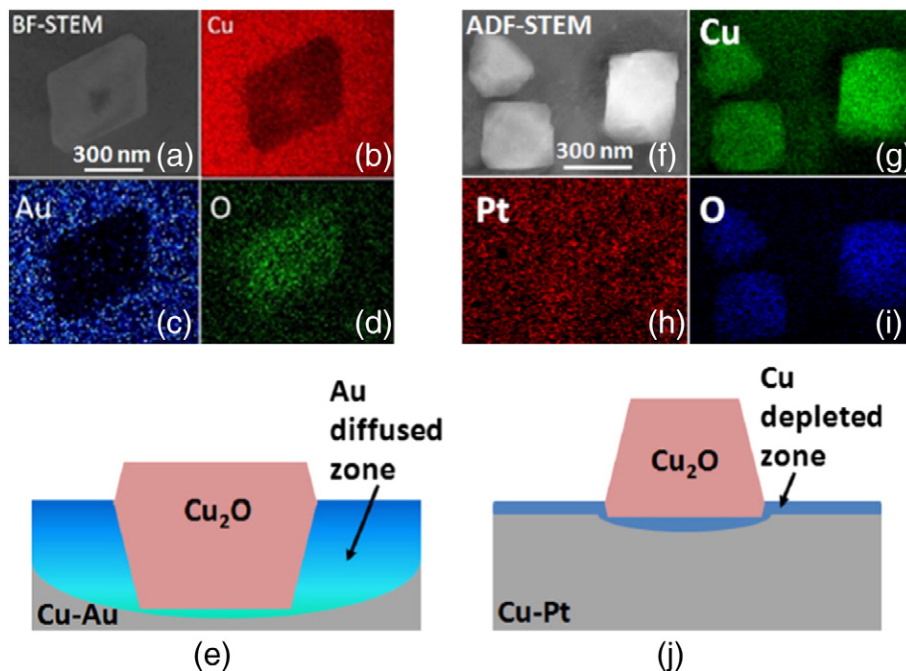 BF-STEM
Cu
300 nm
(a)
(b)
Au
O
(c)
(d)
Au
diffused
zone
Cu₂O
Cu-Au
(e)
ADF-STEM
Cu
300 nm
(f)
(g)
Pt
O
(h)
(i)
Cu
depleted
zone
Cu₂O
Cu-Pt
(j)